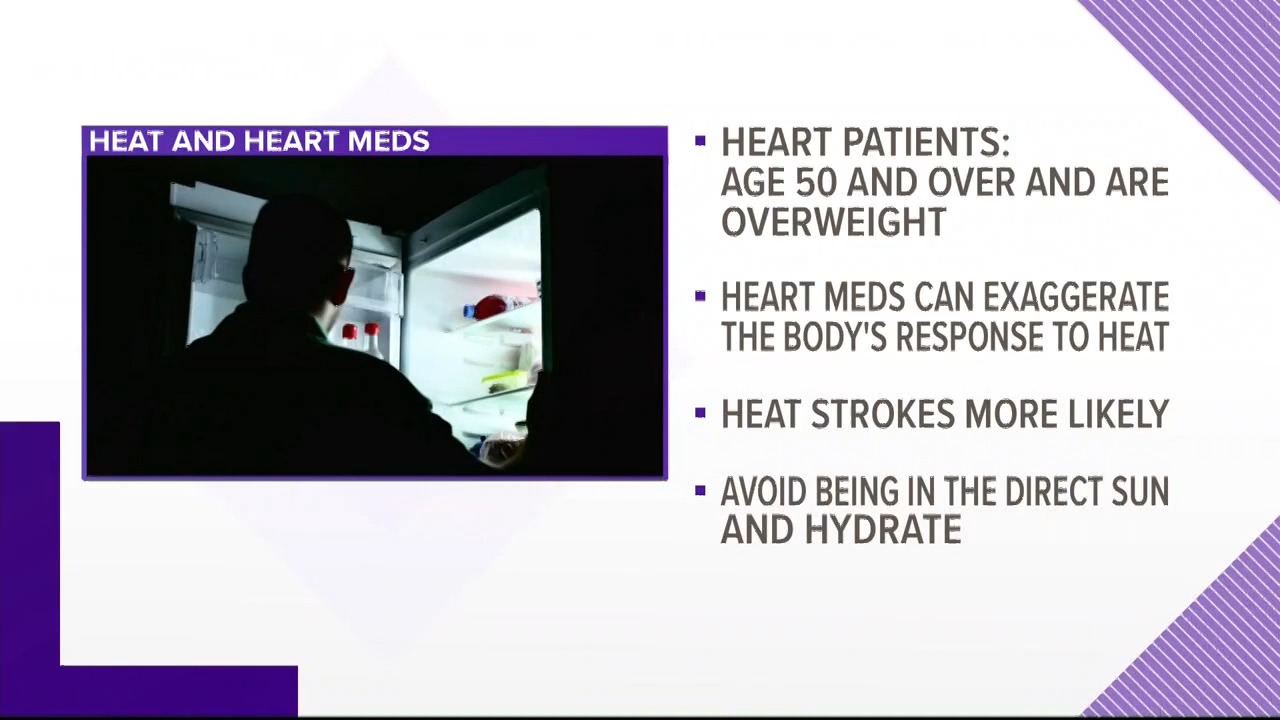 HEAT AND HEART MEDS
HEART PATIENTS:
AGE 50 AND OVER AND ARE
OVERWEIGHT
HEART MEDS CAN EXAGGERATE
THE BODY'S RESPONSE TO HEAT
HEAT STROKES MORE LIKELY
AVOID BEING IN THE DIRECT SUN
AND HYDRATE